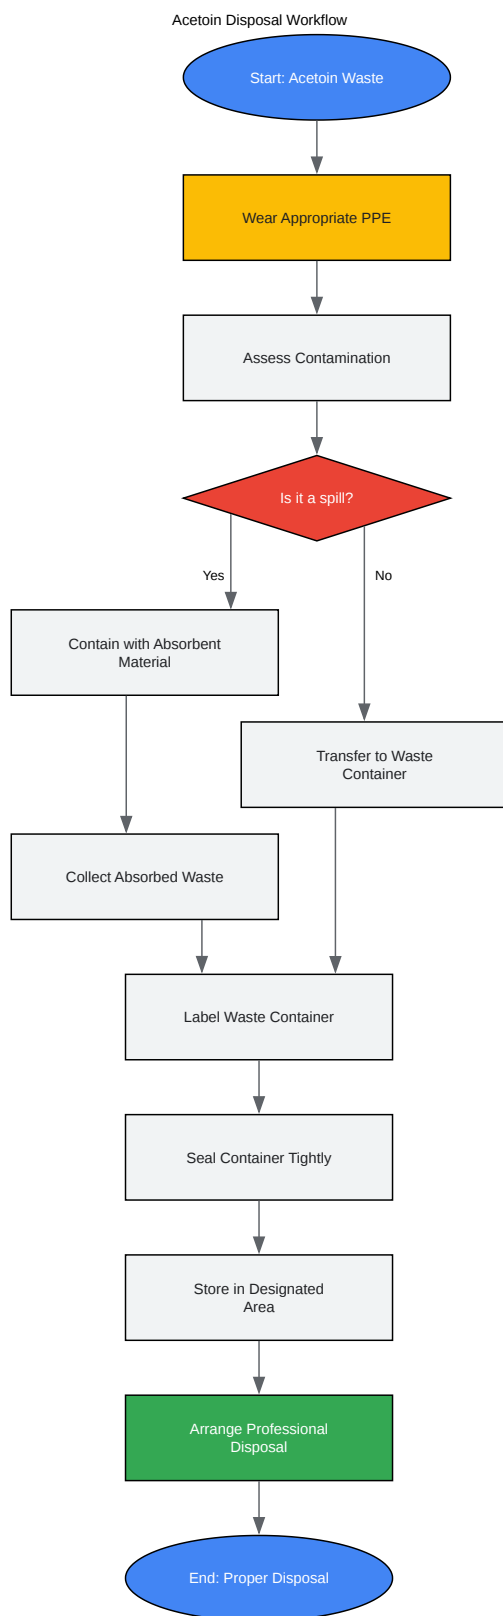 Acetoin Disposal Workflow
Start: Acetoin Waste
Wear Appropriate PPE
Assess Contamination
Is it a spill?
Yes
No
Contain with Absorbent
Material
Transfer to Waste
Container
Collect Absorbed Waste
Label Waste Container
Seal Container Tightly
Store in Designated
Area
Arrange Professional
Disposal
End: Proper Disposal